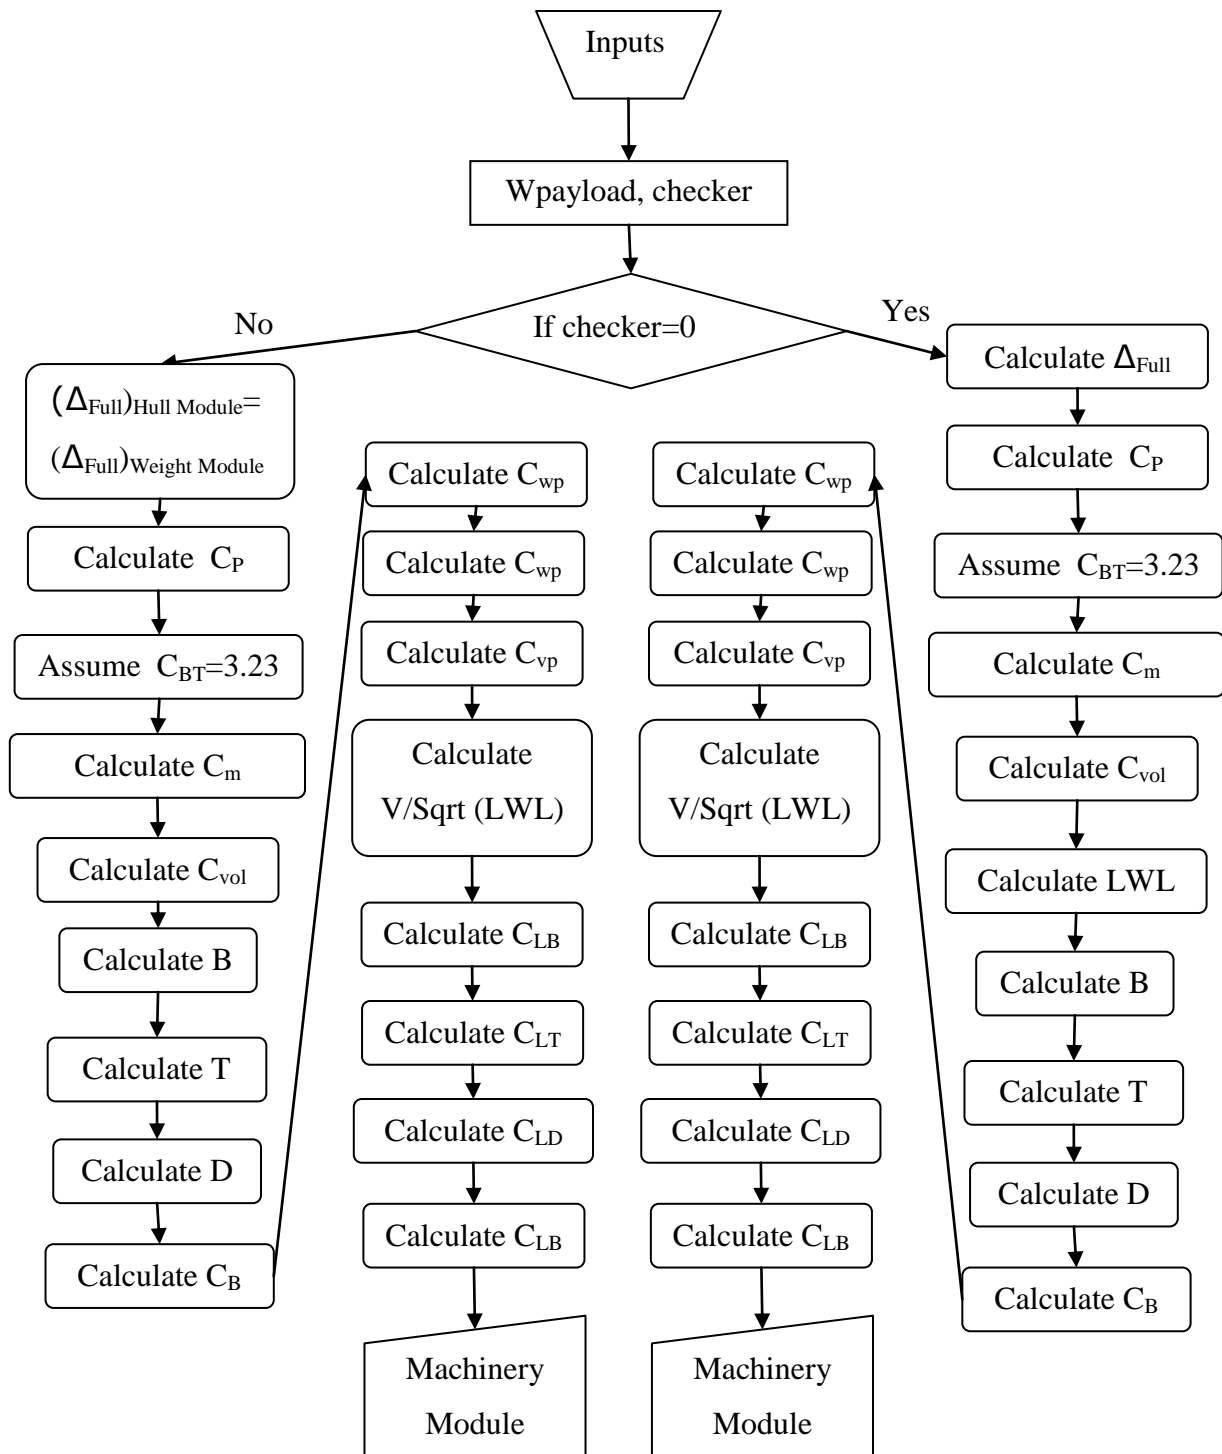 Inputs
Wpayload, checker
If checker=0
No
Yes
(ΔFull)Hull Module=
(ΔFull)Weight Module
Calculate CP
Assume CBT=3.23
Calculate Cm
Calculate Cvol
Calculate B
Calculate T
Calculate D
Calculate CB
Calculate Cwp
Calculate Cwp
Calculate Cvp
Calculate
V/Sqrt (LWL)
Calculate CLB
Calculate CLT
Calculate CLD
Calculate CLB
Machinery
Module
Calculate ΔFull
Calculate CP
Assume CBT=3.23
Calculate Cm
Calculate Cvol
Calculate LWL
Calculate B
Calculate T
Calculate D
Calculate CB
Calculate Cwp
Calculate Cwp
Calculate Cvp
Calculate
V/Sqrt (LWL)
Calculate CLB
Calculate CLT
Calculate CLD
Calculate CLB
Machinery
Module